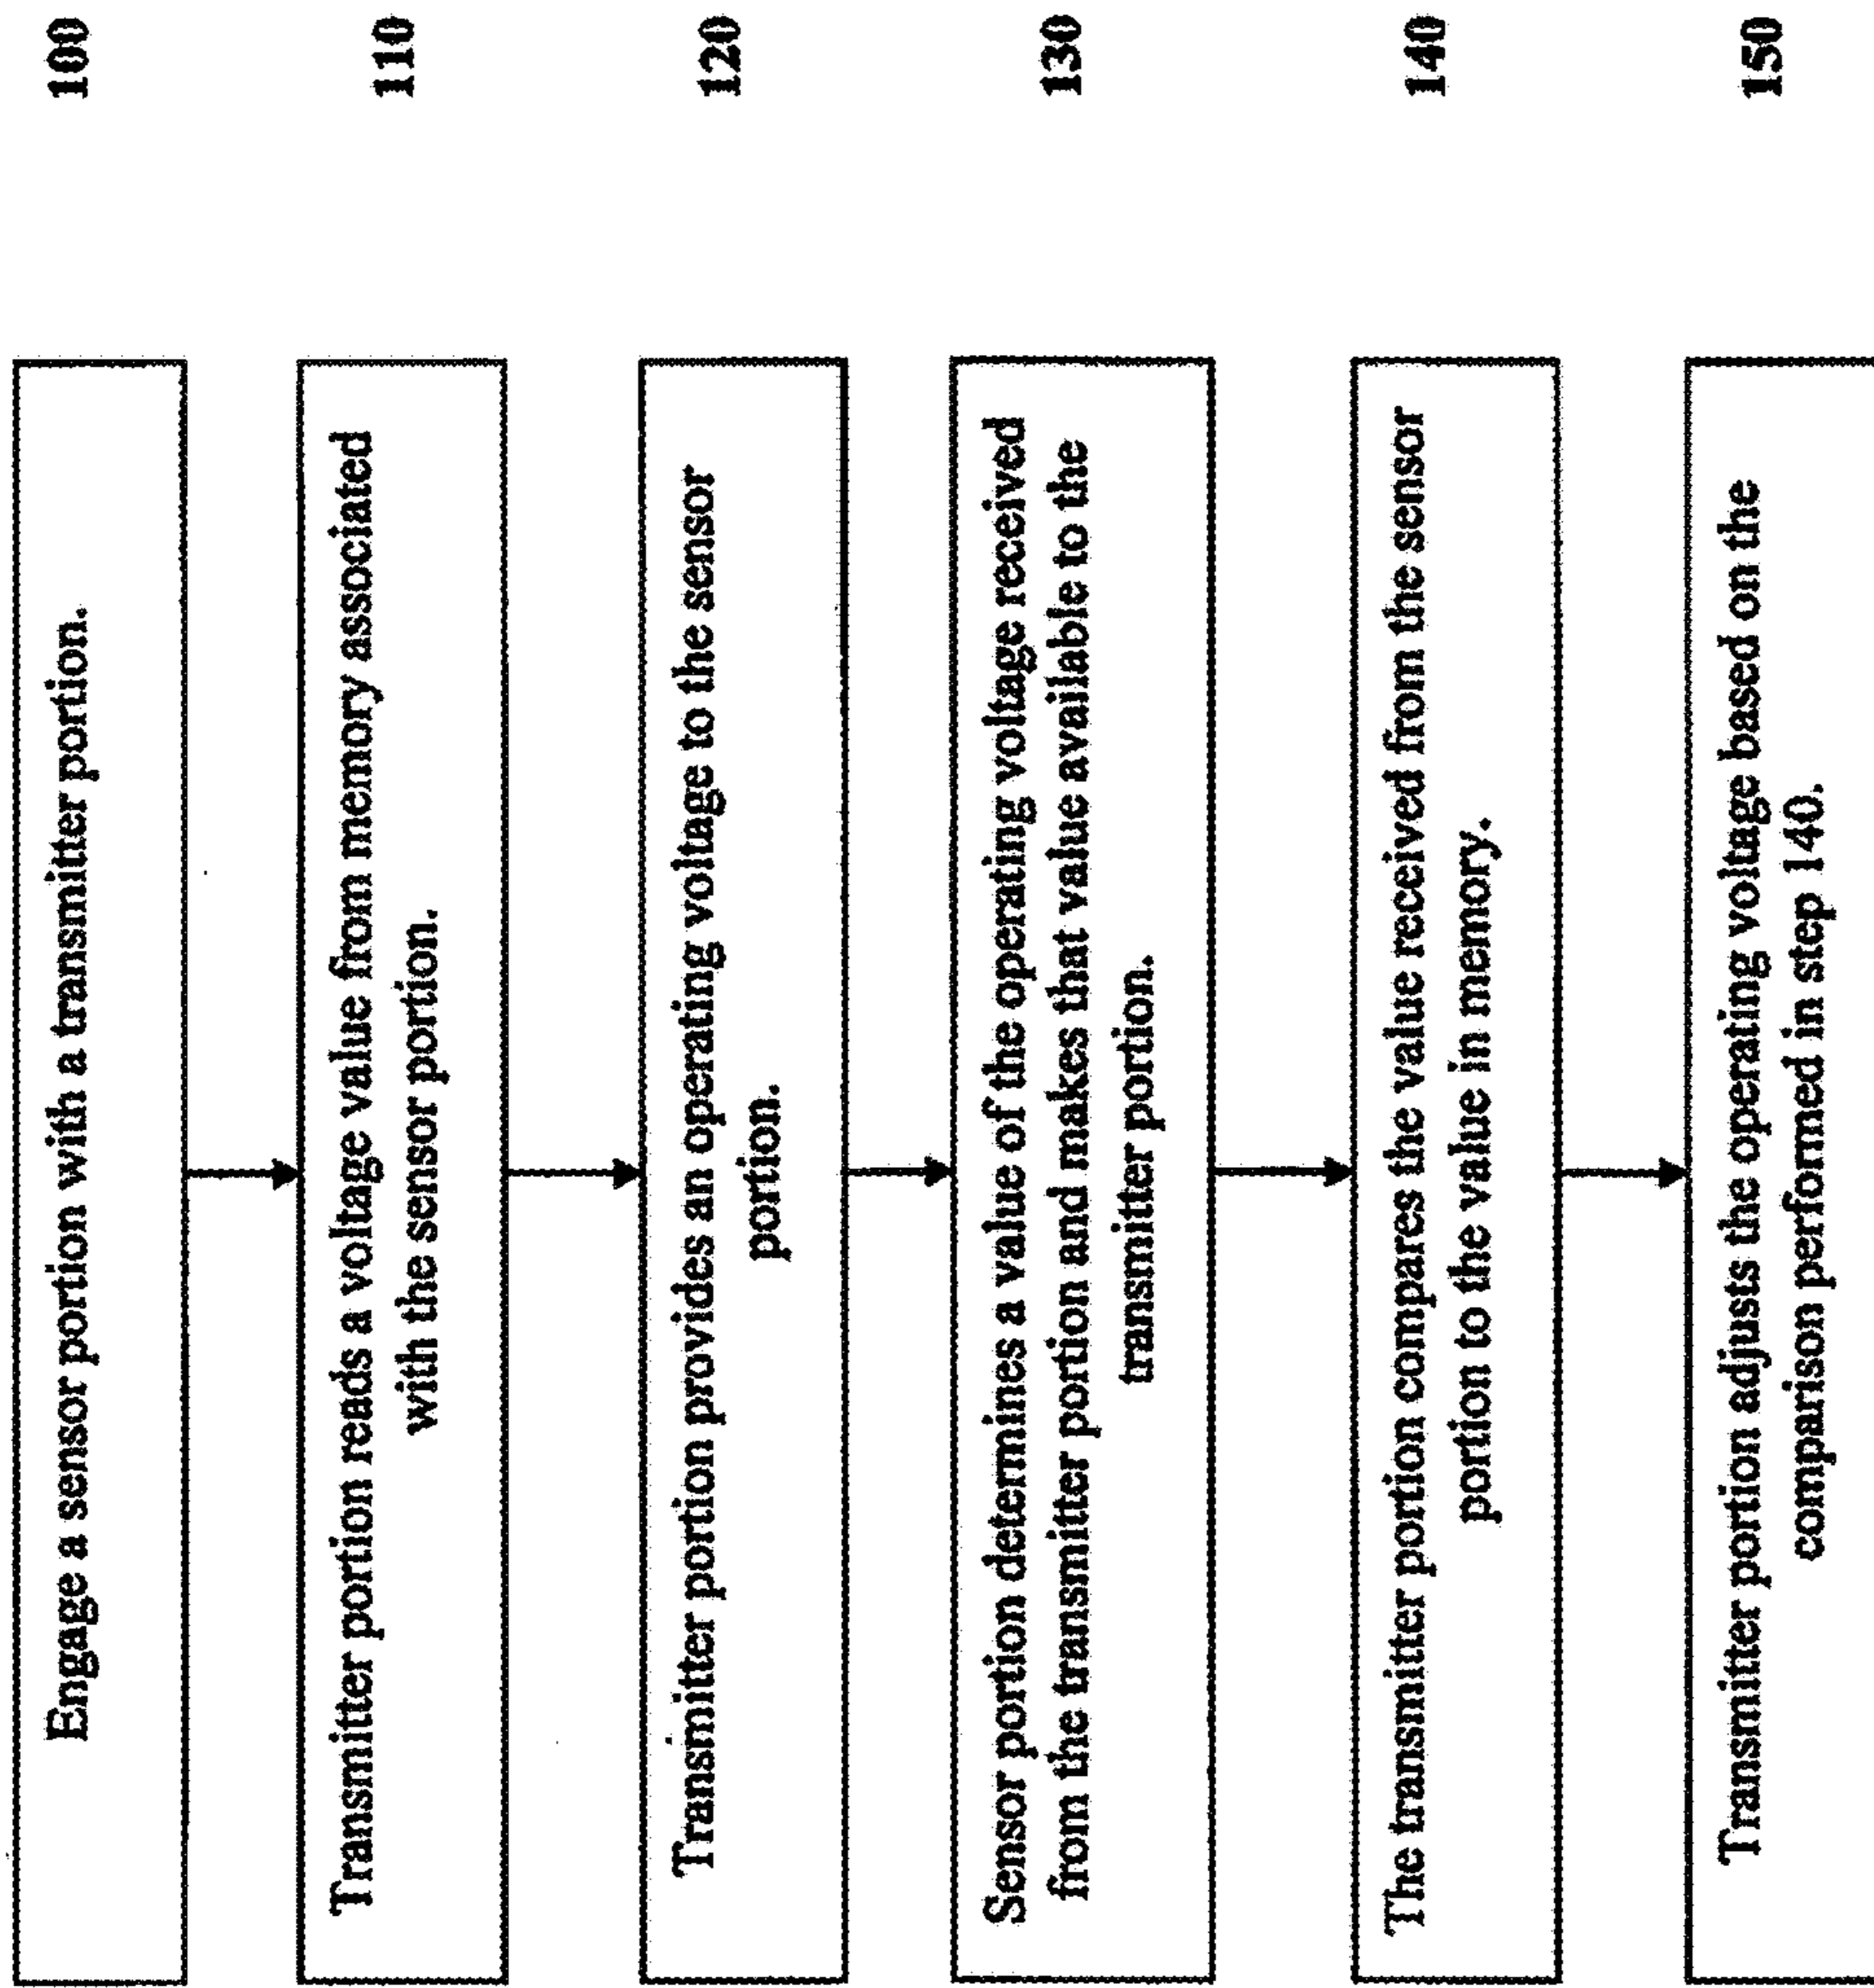 Engage a sensor portion with a transmitter portion.
100
Transmitter portion reads a voltage value from memory associated
with the sensor portion.
110
Transmitter portion provides an operating voltage to the sensor
portion.
120
Sensor portion determines a value of the operating voltage received
from the transmitter portion and makes that value available to the
transmitter portion.
130
The transmitter portion compares the value received from the sensor
portion to the value in memory.
140
Transmitter portion adjusts the operating voltage based on the
comparison performed in step 140.
150